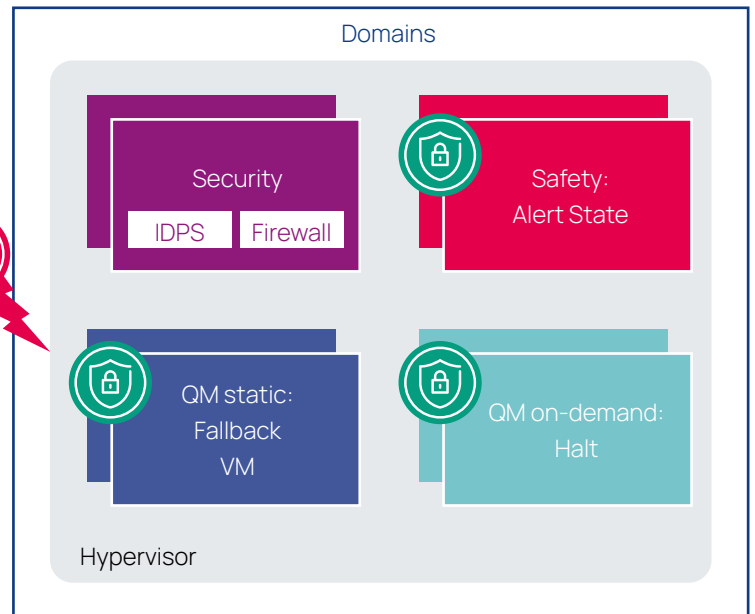 Domains
Security
IDPS
Firewall
Safety:
Alert State
QM static:
Fallback
VM
QM on-demand:
Halt
Hypervisor